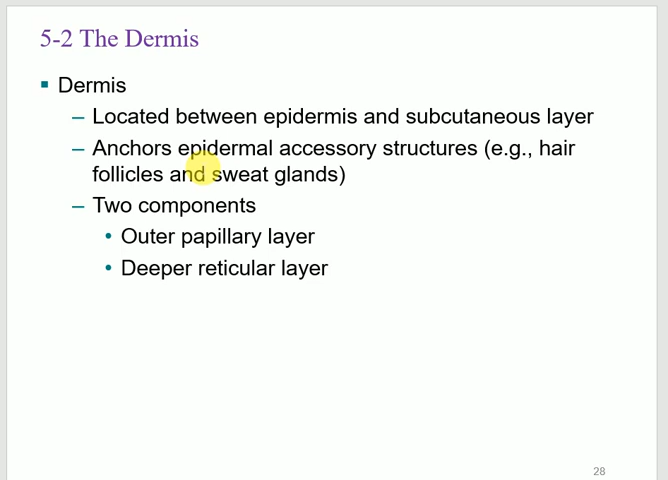 5-2 The Dermis
▪ Dermis
– Located between epidermis and subcutaneous layer
– Anchors epidermal accessory structures (e.g., hair
follicles and sweat glands)
– Two components
• Outer papillary layer
• Deeper reticular layer
28